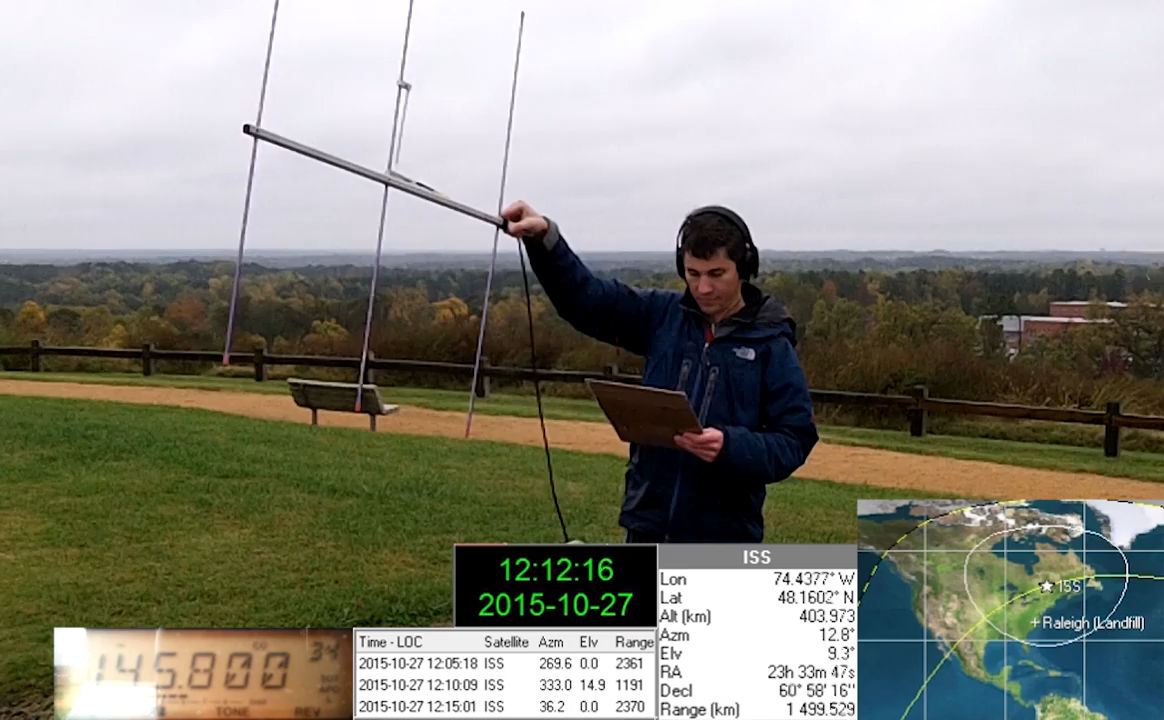 12:12:16
2015-10-27
ISS
Lon 74.4377° W
Lat 48.1602° N
Alt (km) 403.973
Azm 12.8°
Elv 9.3°
RA 23h 33m 47s
Decl 60° 58' 16"
Range (km) 1 499.529
ISS
+ Raleigh (Landfill)
145.800 34
TONE REV
Time - LOC Satellite Azm Elv Range
2015-10-27 12:05:18 ISS 269.6 0.0 2361
2015-10-27 12:10:09 ISS 333.0 14.9 1191
2015-10-27 12:15:01 ISS 36.2 0.0 2370